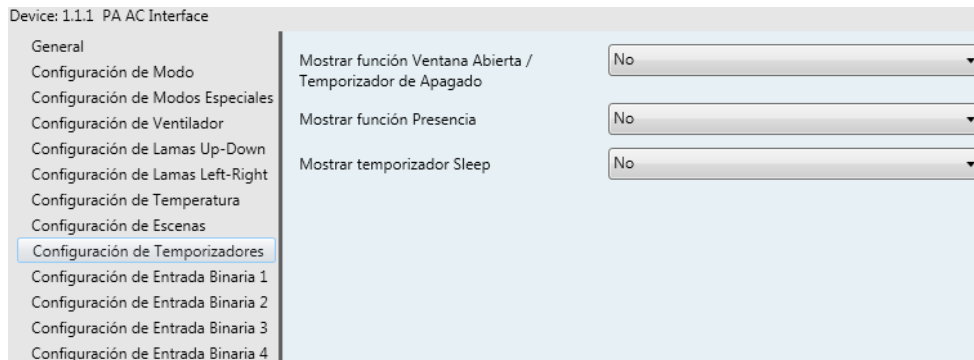 Device: 1.1.1 PA AC Interface
General
Configuración de Modo
Configuración de Modos Especiales
Configuración de Ventilador
Configuración de Lamas Up-Down
Configuración de Lamas Left-Right
Configuración de Temperatura
Configuración de Escenas
Configuración de Temporizadores
Configuración de Entrada Binaria 1
Configuración de Entrada Binaria 2
Configuración de Entrada Binaria 3
Configuración de Entrada Binaria 4
Mostrar función Ventana Abierta /
Temporizador de Apagado
No
Mostrar función Presencia
No
Mostrar temporizador Sleep
No